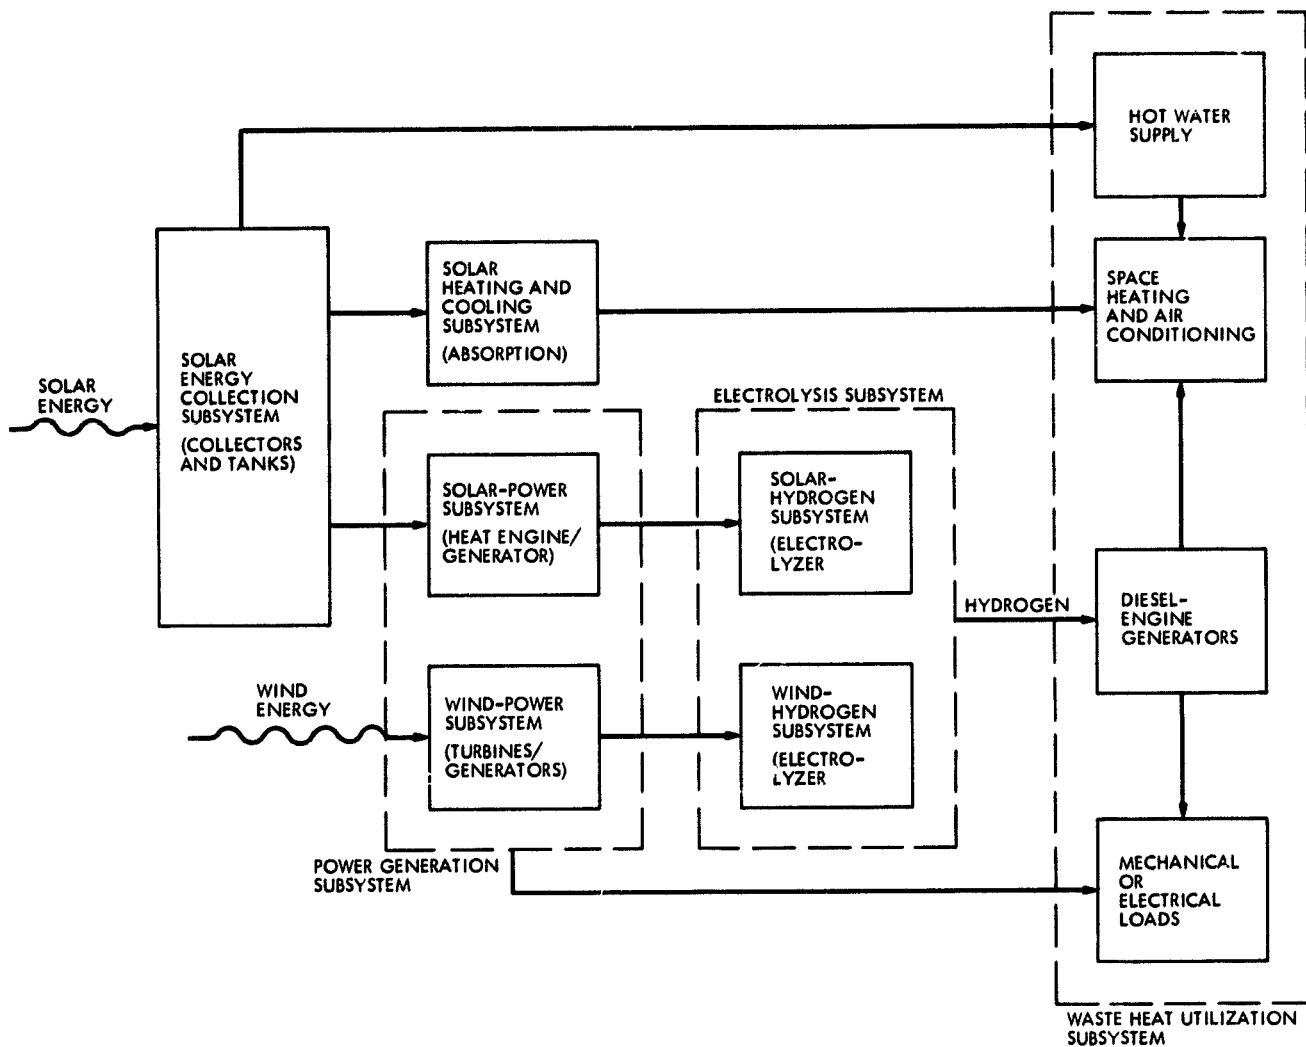 HOT WATER
SUPPLY
SOLAR
HEATING AND
COOLING
SUBSYSTEM
(ABSORPTION)
SPACE
HEATING
AND AIR
CONDITIONING
SOLAR
ENERGY
SOLAR
ENERGY
COLLECTION
SUBSYSTEM
(COLLECTORS
AND TANKS)
ELECTROLYSIS SUBSYSTEM
SOLAR-POWER
SUBSYSTEM
(HEAT ENGINE/
GENERATOR)
SOLAR-
HYDROGEN
SUBSYSTEM
(ELECTRO-
LYZER
HYDROGEN
DIESEL-
ENGINE
GENERATORS
WIND
ENERGY
WIND-POWER
SUBSYSTEM
(TURBINES/
GENERATORS)
WIND-
HYDROGEN
SUBSYSTEM
(ELECTRO-
LYZER
POWER GENERATION
SUBSYSTEM
MECHANICAL
OR
ELECTRICAL
LOADS
WASTE HEAT UTILIZATION
SUBSYSTEM